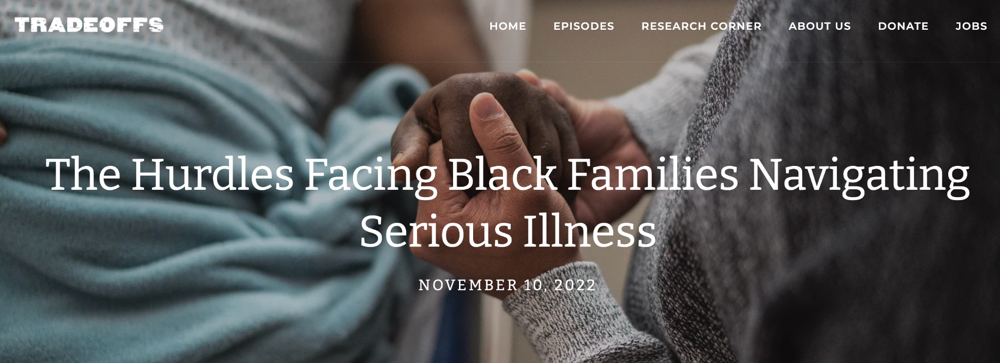 TRADEOFFS
HOME EPISODES RESEARCH CORNER ABOUT US DONATE JOBS
The Hurdles Facing Black Families Navigating
Serious Illness
NOVEMBER 10, 2022